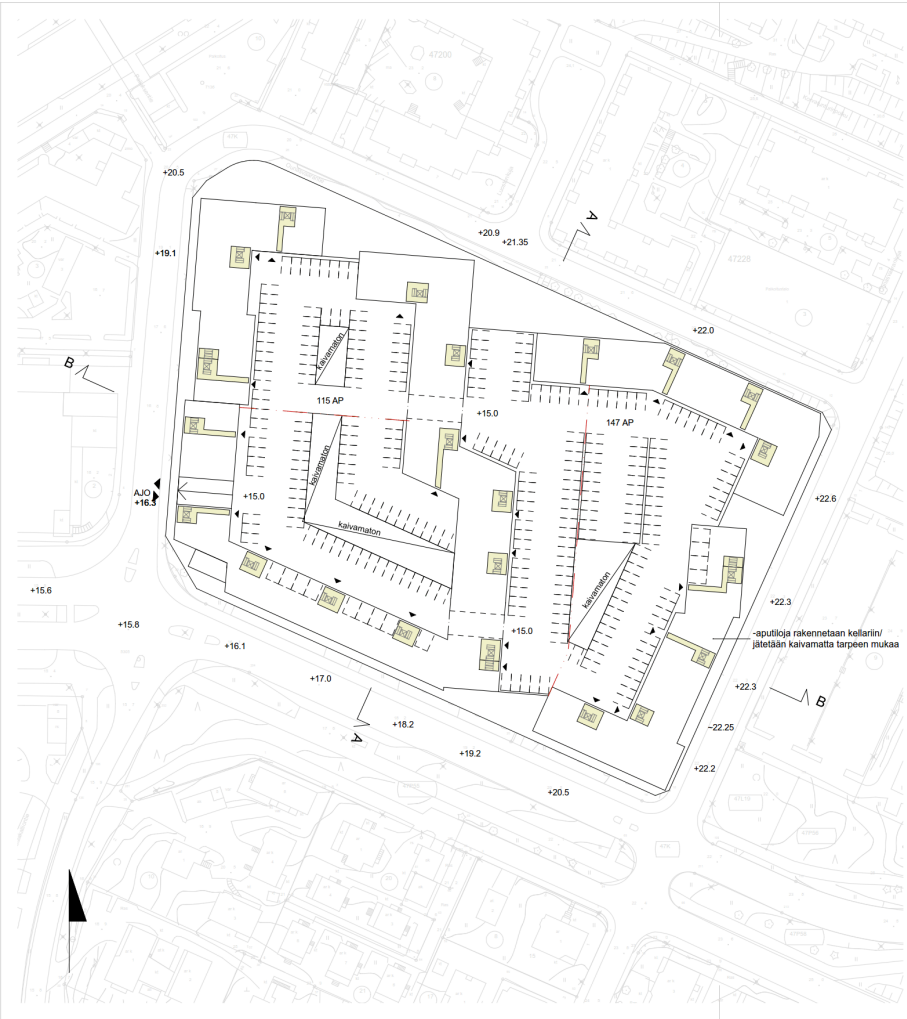 47200
+20.5
+20.9
+21.35
+19.1
47228
+22.0
kaivamaton
B
A
115 AP
+15.0
147 AP
kaivamaton
AJO
+16.3
+15.0
+22.6
kaivamaton
kaivamaton
+15.6
+15.8
+22.3
+16.1
+15.0
-aputiloja rakennetaan kellariin/
jätetään kaivamatta tarpeen mukaa
+17.0
+22.3
B
+18.2
A
~22.25
+19.2
+22.2
+20.5